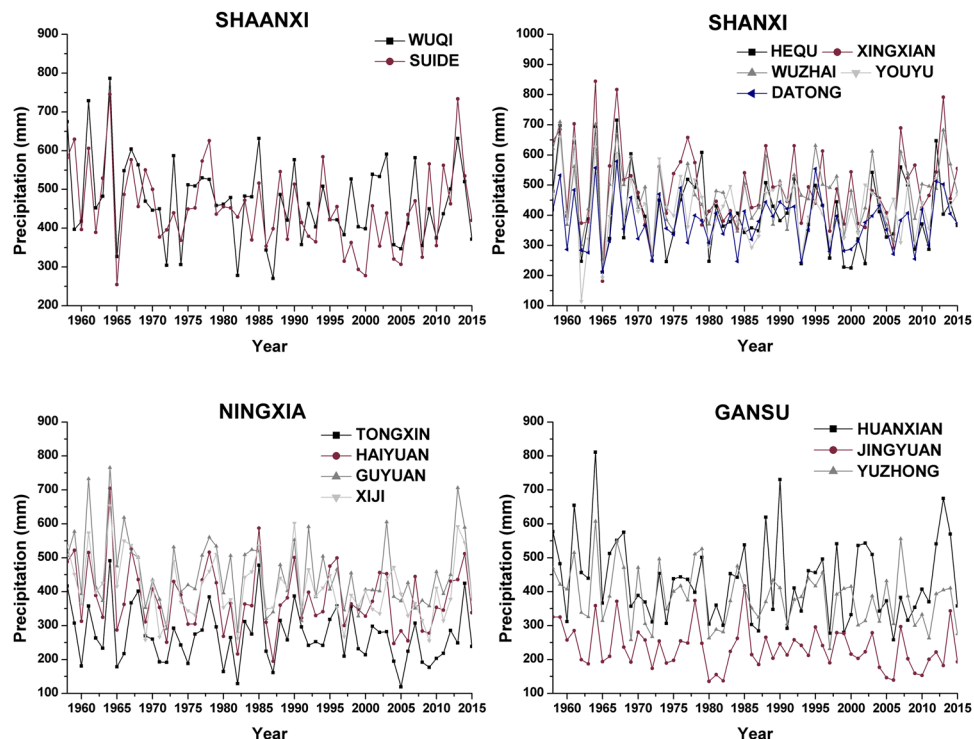 SHAANXI
WUQI
SUIDE
Precipitation (mm)
900
800
700
600
500
400
300
200
1960 1965 1970 1975 1980 1985 1990 1995 2000 2005 2010 2015
Year
SHANXI
HEQU XINGXIAN
WUZHAI YOUYU
DATONG
Precipitation (mm)
1000
900
800
700
600
500
400
300
200
100
1960 1965 1970 1975 1980 1985 1990 1995 2000 2005 2010 2015
Year
NINGXIA
TONGXIN
HAIYUAN
GUYUAN
XIJI
Precipitation (mm)
900
800
700
600
500
400
300
200
100
1960 1965 1970 1975 1980 1985 1990 1995 2000 2005 2010 2015
Year
GANSU
HUANXIAN
JINGYUAN
YUZHONG
Precipitation (mm)
900
800
700
600
500
400
300
200
100
1960 1965 1970 1975 1980 1985 1990 1995 2000 2005 2010 2015
Year